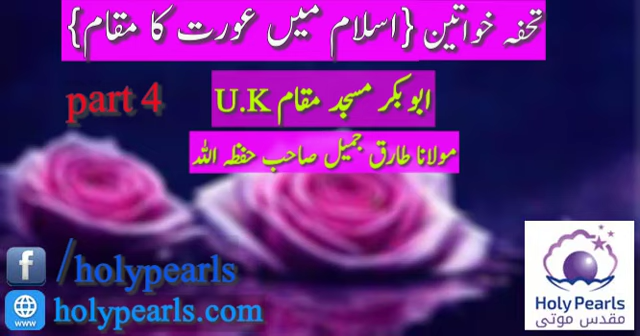 تحفہ خواتین {اسلام میں عورت کا مقام}
ابو بکر مسجد مقام U.K
part 4
مولانا طارق جمیل صاحب حفظہ اللہ
/holypearls
holypearls.com
www
Holy Pearls
مقدس موتی